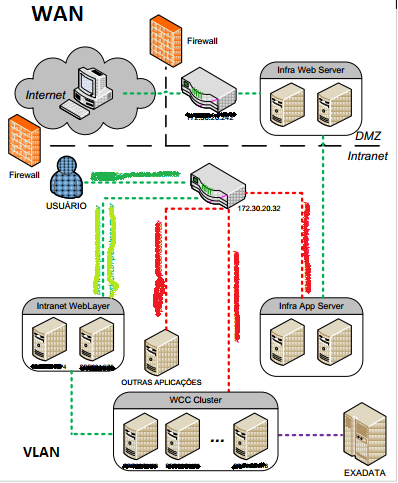 WAN
Firewall
Infra Web Server
Internet
DMZ
Intranet
Firewall
USUÁRIO
172.30.20.32
Intranet WebLayer
Infra App Server
OUTRAS APLICAÇÕES
WCC Cluster
...
VLAN
EXADATA